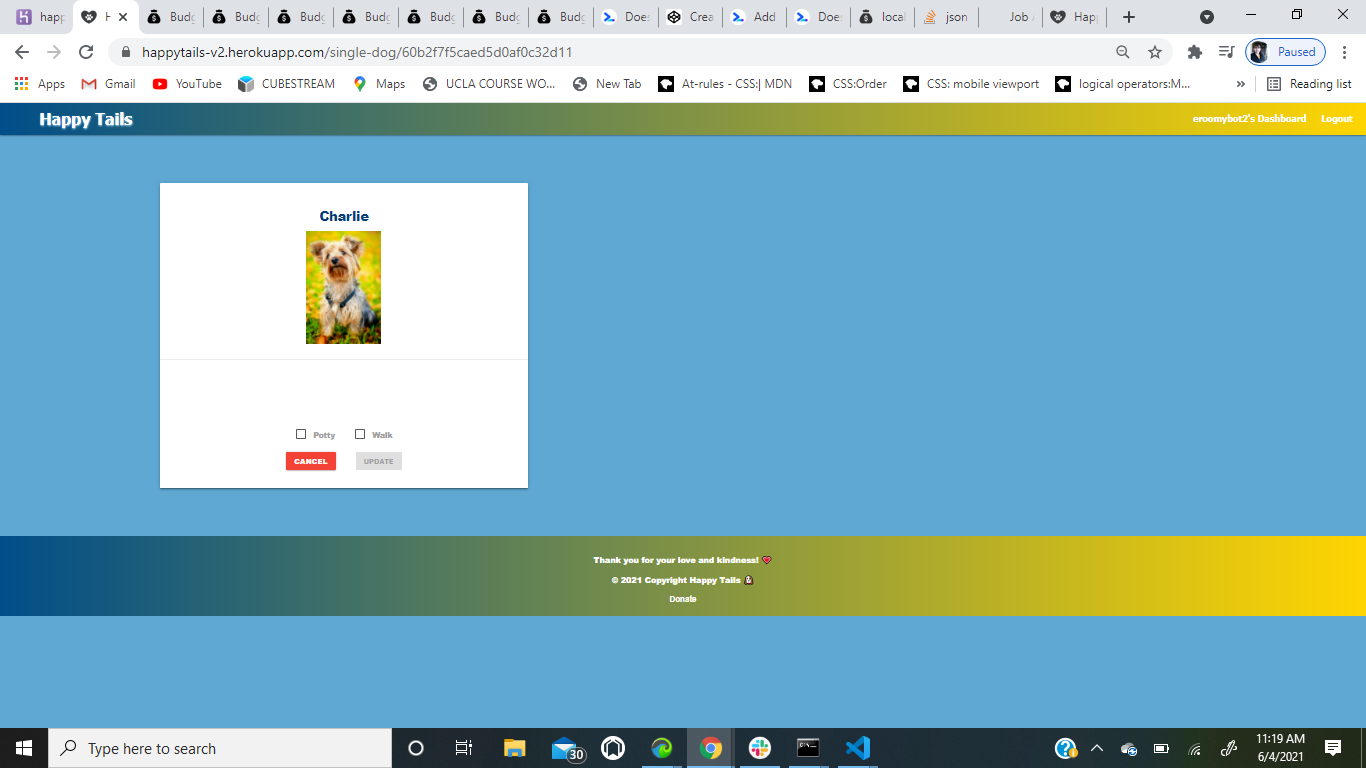 happ
H
Budg
Budg
Budg
Budg
Budg
Budg
Budg
Does
Crea
Add
Does
local
json
Job A
Happ
happytails-v2.herokuapp.com/single-dog/60b2f7f5caed5d0af0c32d11
Paused
Apps
Gmail
YouTube
CUBESTREAM
Maps
UCLA COURSE WO...
New Tab
At-rules - CSS:| MDN
CSS:Order
CSS: mobile viewport
logical operators:M...
»
Reading list
Happy Tails
eroomybot2's Dashboard
Logout
Charlie
Potty
Walk
CANCEL
UPDATE
Thank you for your love and kindness!
© 2021 Copyright Happy Tails
Donate
Type here to search
30
11:19 AM
6/4/2021